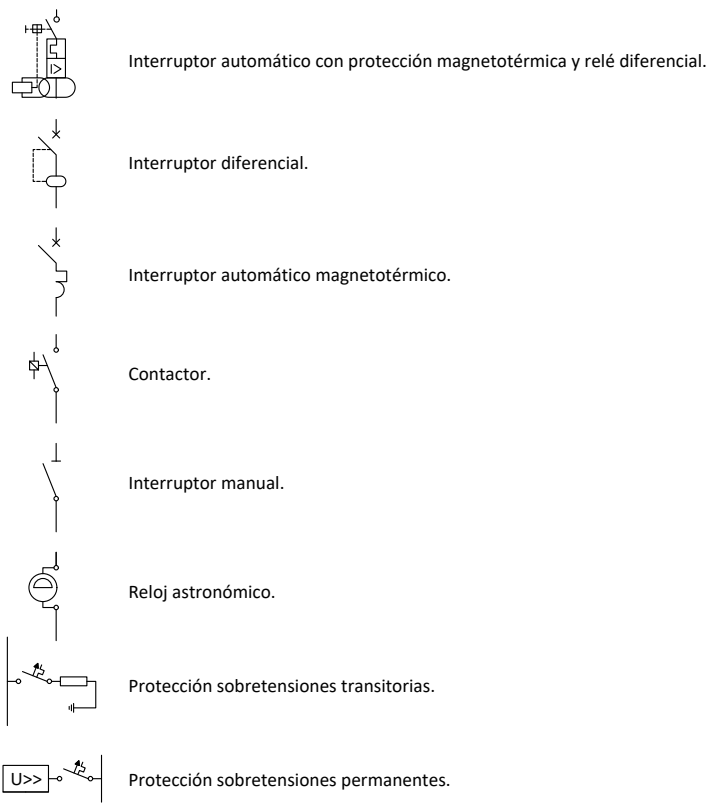 I>
Interruptor automático con protección magnetotérmica y relé diferencial.
Interruptor diferencial.
Interruptor automático magnetotérmico.
Contactor.
Interruptor manual.
Reloj astronómico.
Protección sobretensiones transitorias.
U>>
Protección sobretensiones permanentes.